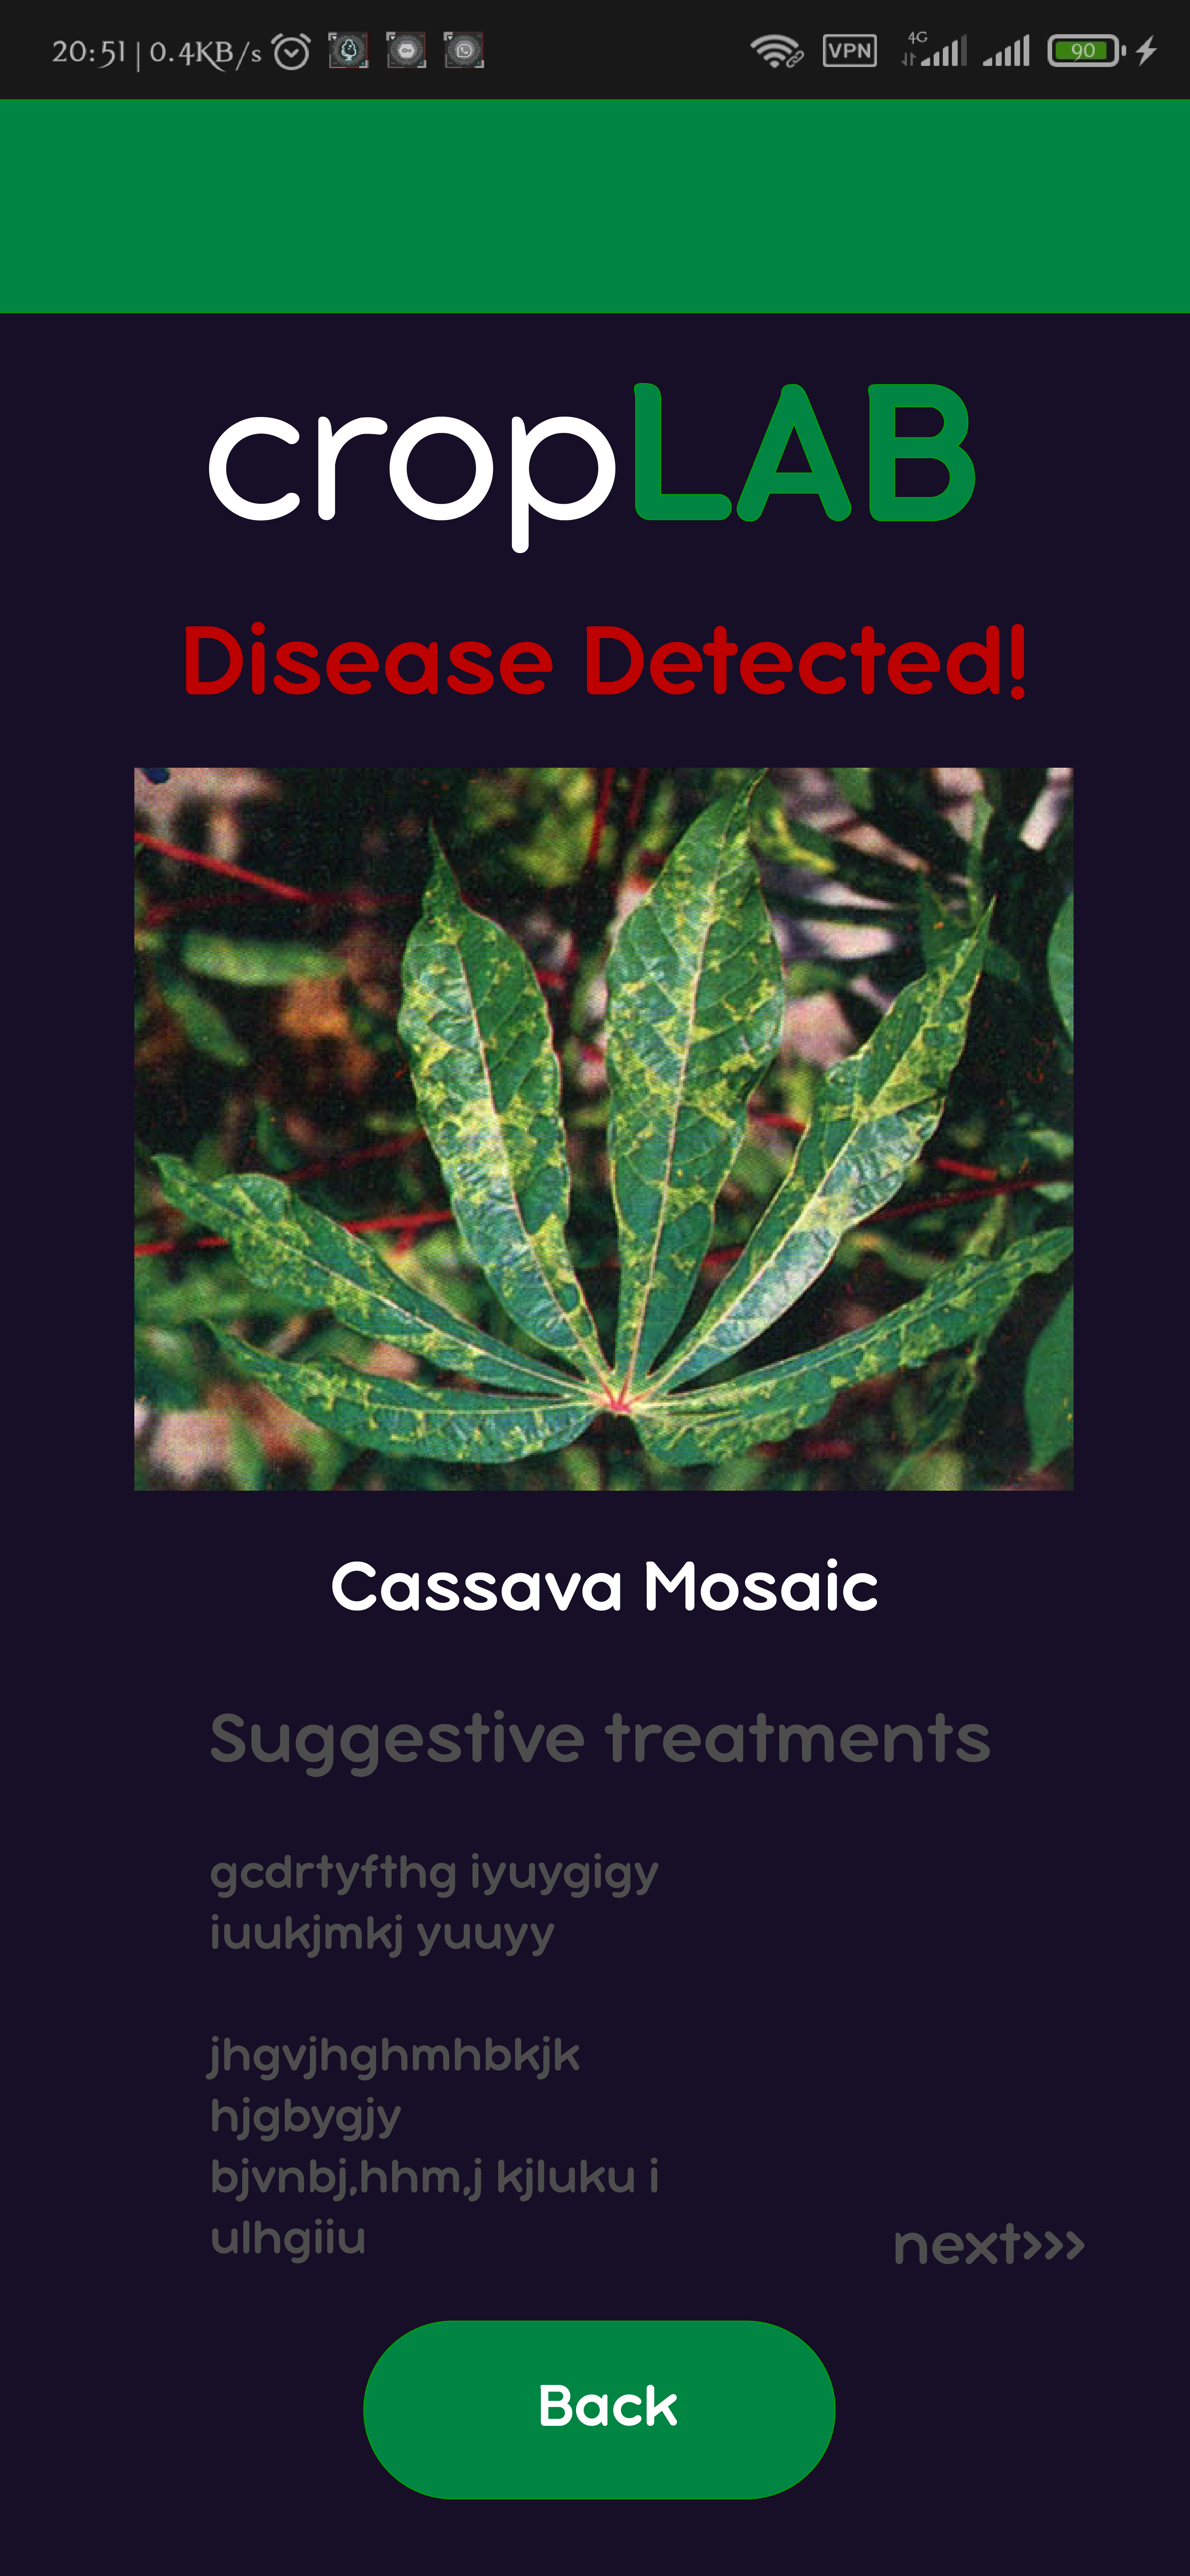 20:51 | 0.4KB/s VPN 4G 90
cropLAB
Disease Detected!
Cassava Mosaic
Suggestive treatments
gcdrtyfthg iyuygigy
iuukjmkj yuuyy
jhgvjhghmhbkjk
hjgbygjy
bjvnbj,hhm,j kjluku i
ulhgiiu
next>>>
Back